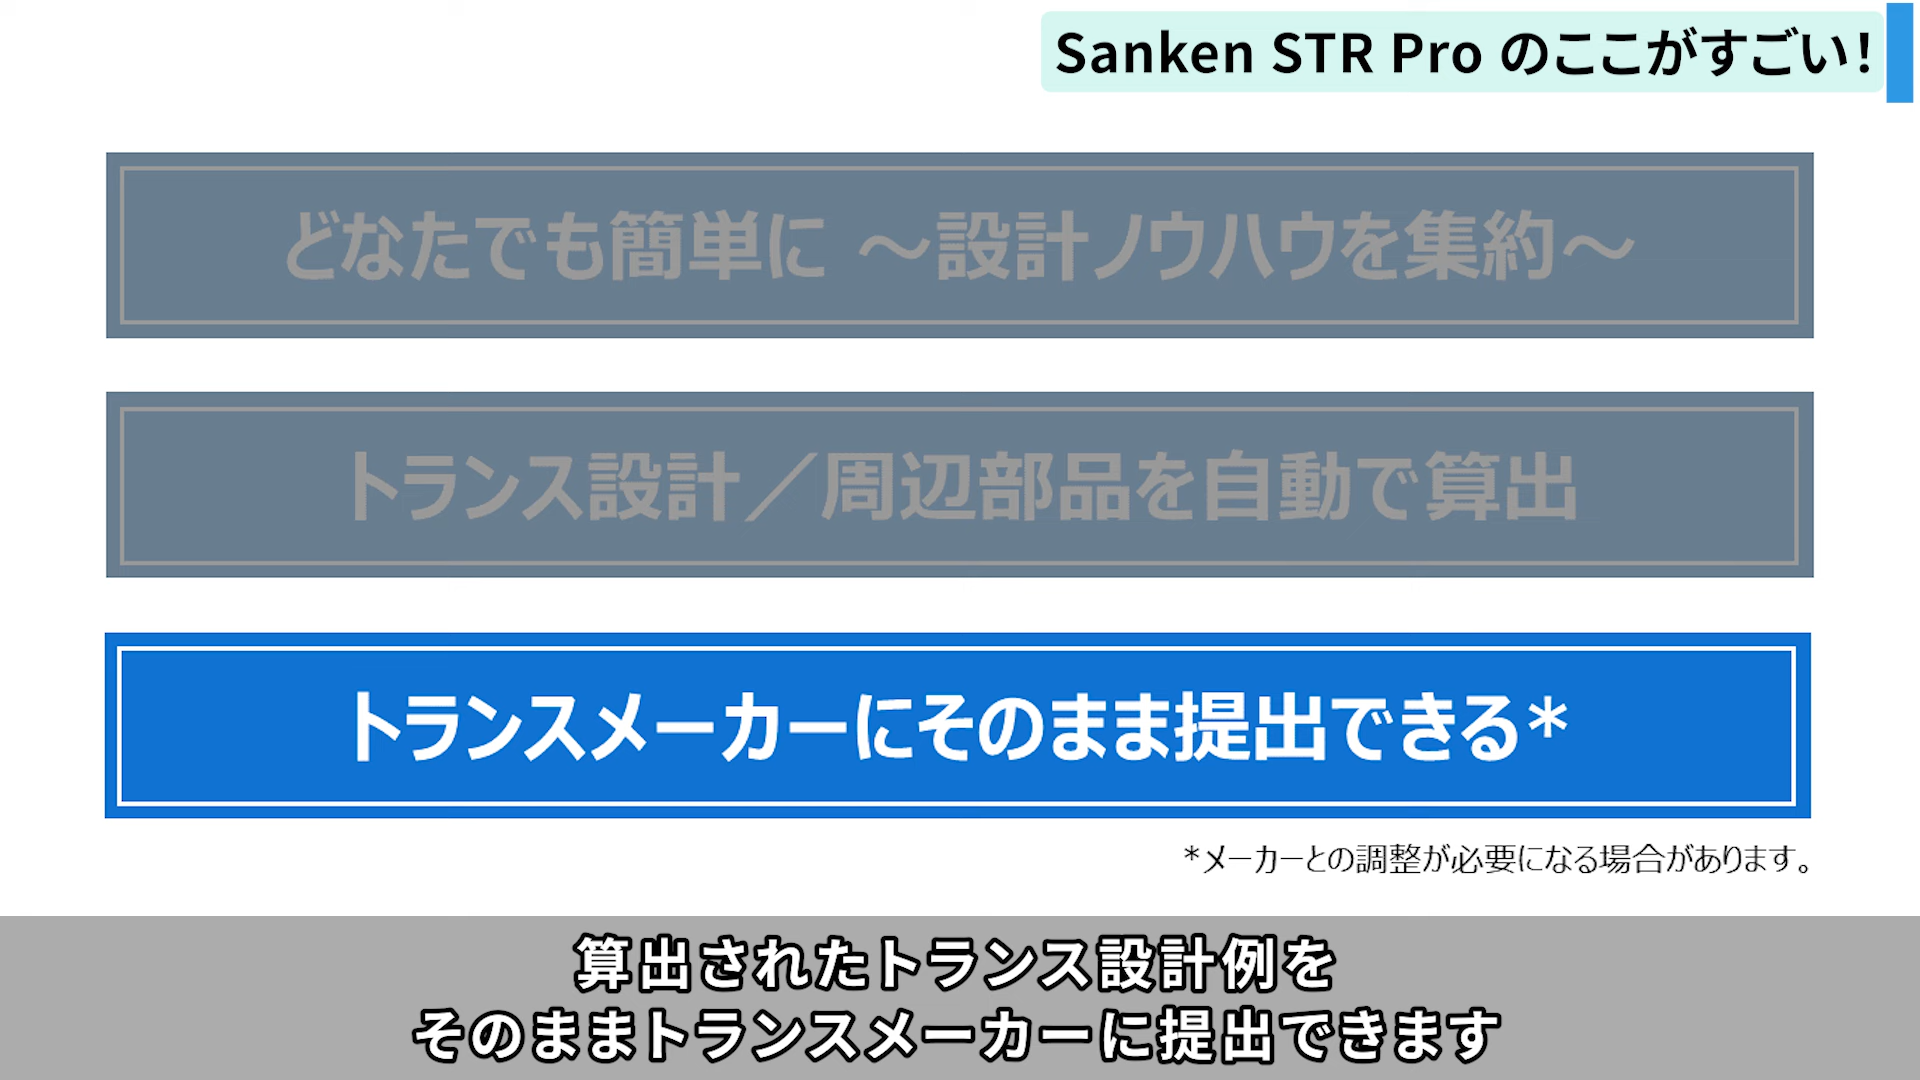 Sanken STR Pro のここがすごい!
どなたでも簡単に ～設計ノウハウを集約～
トランス設計／周辺部品を自動で算出
トランスメーカーにそのまま提出できる*
*メーカーとの調整が必要になる場合があります。
算出されたトランス設計例を
そのままトランスメーカーに提出できます